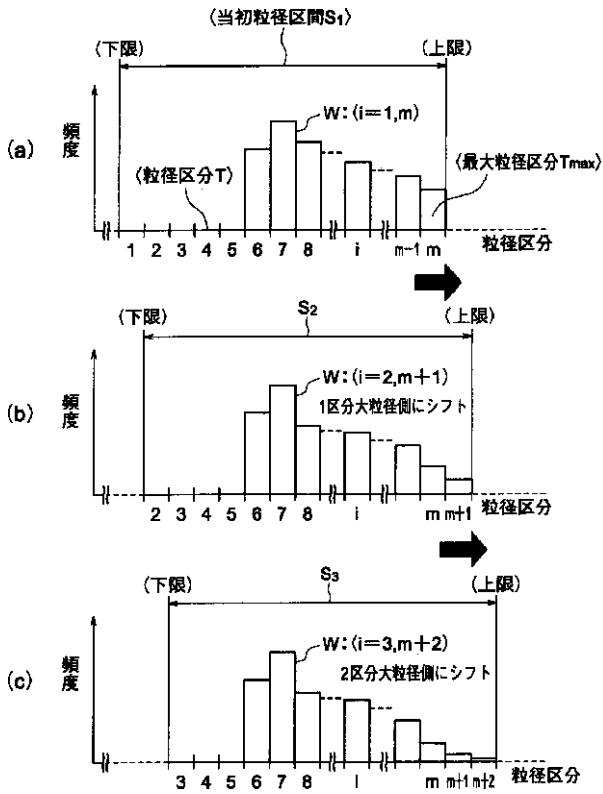 〈当初粒径区間S₁〉
〈下限〉
〈上限〉
(a)
頻度
W:(i=1,m)
〈粒径区分T〉
〈最大粒径区分Tmax〉
1 2 3 4 5 6 7 8 i m-1 m 粒径区分
S₂
〈下限〉
〈上限〉
(b)
頻度
W:(i=2,m+1)
1区分大粒径側にシフト
2 3 4 5 6 7 8 i m m+1 粒径区分
S₃
〈下限〉
〈上限〉
(c)
頻度
W:(i=3,m+2)
2区分大粒径側にシフト
3 4 5 6 7 8 i m m+1 m+2 粒径区分